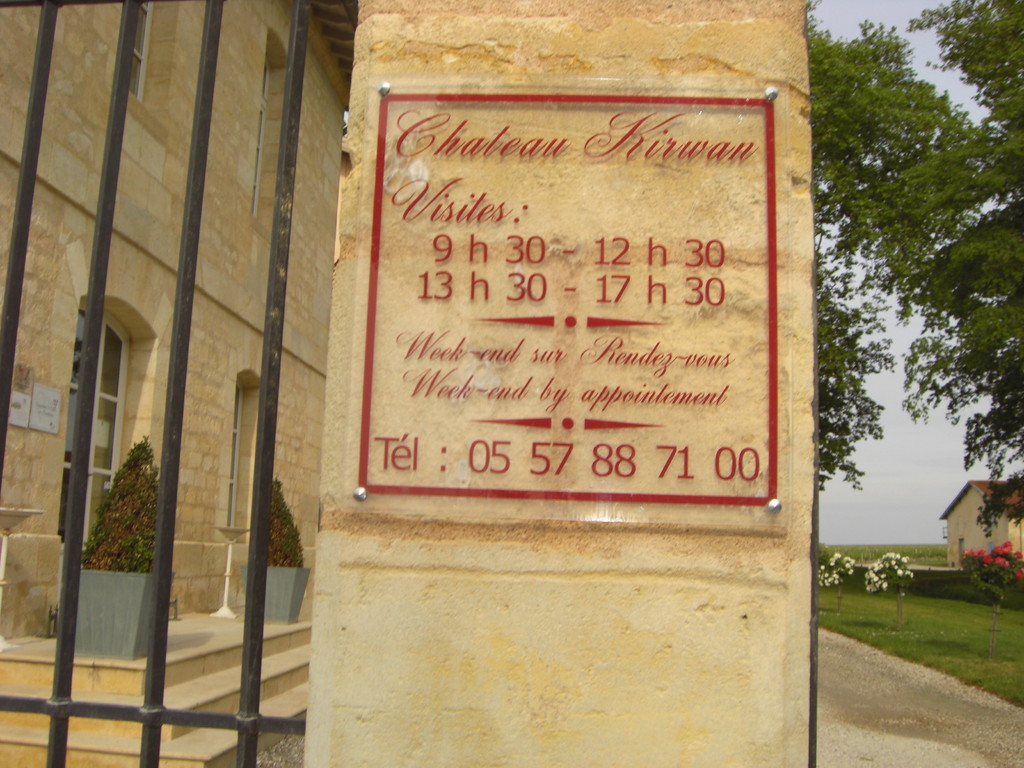 Chateau Kirwan
Visites :
9 h 30 - 12 h 30
13 h 30 - 17 h 30
Week-end sur Rendez-vous
Week-end by appointement
Tél : 05 57 88 71 00